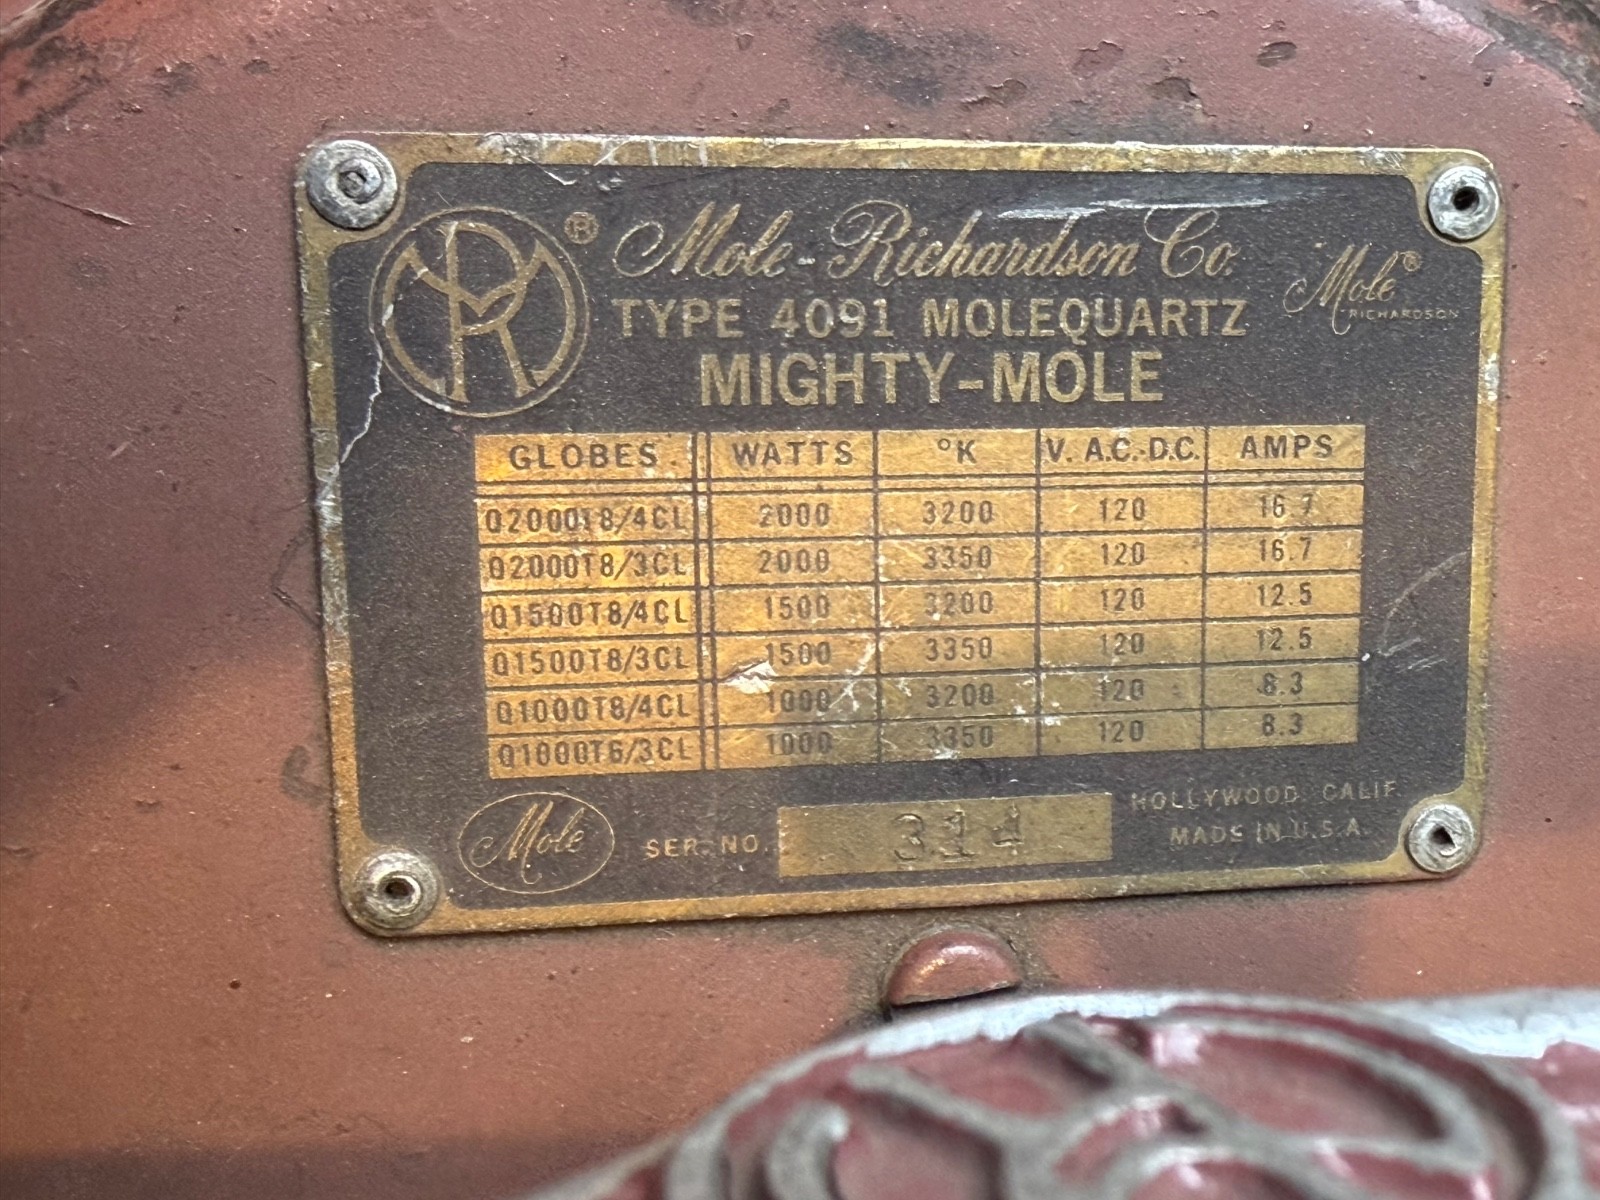 MR ® Mole-Richardson Co.
Mole® RICHARDSON
TYPE 4091 MOLEQUARTZ
MIGHTY-MOLE
GLOBES WATTS °K V. A.C.-D.C. AMPS
Q2000T8/4CL 2000 3200 120 16.7
Q2000T8/3CL 2000 3350 120 16.7
Q1500T8/4CL 1500 3200 120 12.5
Q1500T8/3CL 1500 3350 120 12.5
Q1000T8/4CL 1000 3200 120 8.3
Q1000T6/3CL 1000 3350 120 8.3
Mole SER. NO. 314
HOLLYWOOD, CALIF.
MADE IN U.S.A.